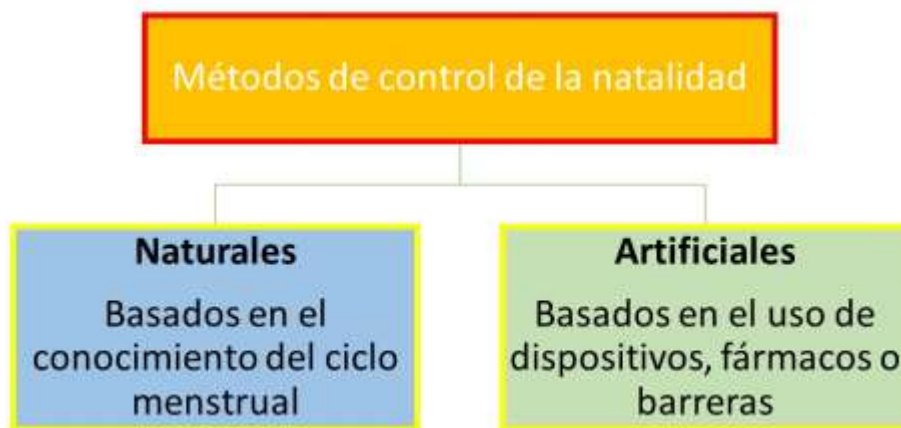 Métodos de control de la natalidad
Naturales
Basados en el
conocimiento del ciclo
menstrual
Artificiales
Basados en el uso de
dispositivos, fármacos o
barreras